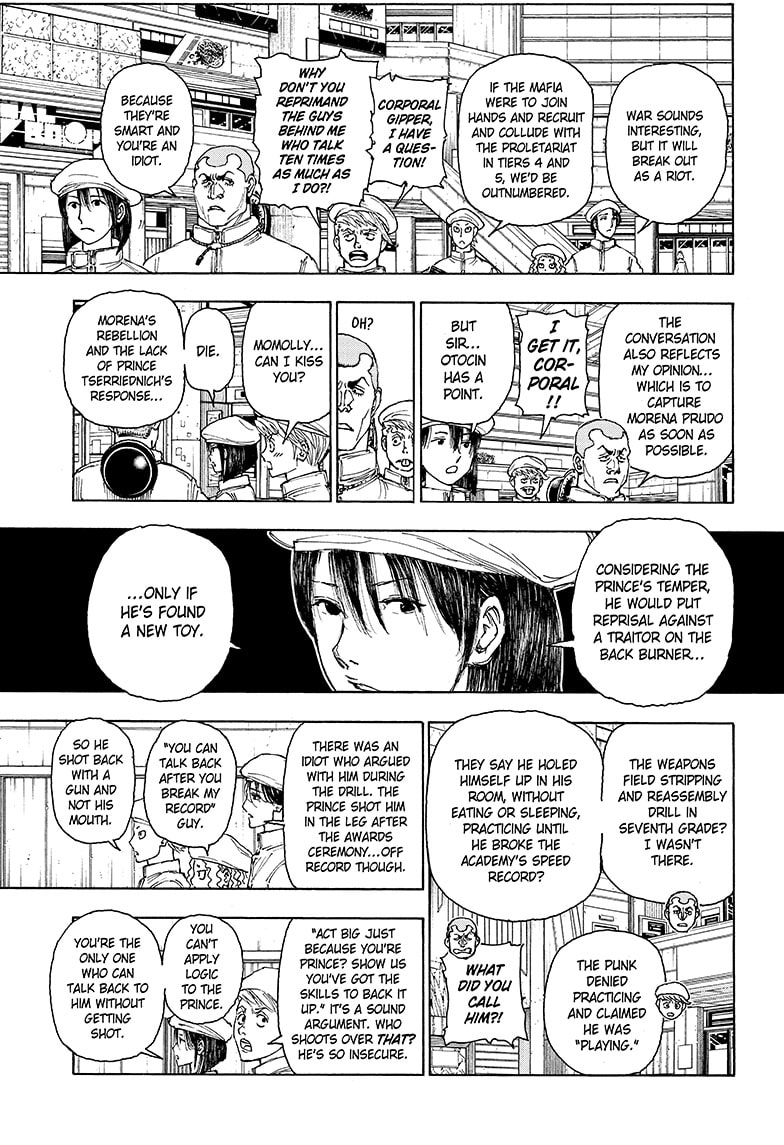 WAR SOUNDS
INTERESTING,
BUT IT WILL
BREAK OUT
AS A RIOT.
IF THE MAFIA
WERE TO JOIN
HANDS AND RECRUIT
AND COLLUDE WITH
THE PROLETARIAT
IN TIERS 4 AND
5, WE'D BE
OUTNUMBERED.
CORPORAL
GIPPER,
I HAVE
A QUES-
TION!
WHY
DON'T YOU
REPRIMAND
THE GUYS
BEHIND ME
WHO TALK
TEN TIMES
AS MUCH AS
I DO?!
BECAUSE
THEY'RE
SMART AND
YOU'RE AN
IDIOT.
THE
CONVERSATION
ALSO REFLECTS
MY OPINION...
WHICH IS TO
CAPTURE
MORENA PRUDO
AS SOON AS
POSSIBLE.
I
GET IT,
COR-
PORAL
!!
BUT
SIR...
OTOCIN
HAS A
POINT.
OH?
MOMOLLY...
CAN I KISS
YOU?
DIE.
MORENA'S
REBELLION
AND THE LACK
OF PRINCE
TSERRIEDNICH'S
RESPONSE...
CONSIDERING THE
PRINCE'S TEMPER,
HE WOULD PUT
REPRISAL AGAINST
A TRAITOR ON THE
BACK BURNER...
...ONLY IF
HE'S FOUND
A NEW TOY.
THE WEAPONS
FIELD STRIPPING
AND REASSEMBLY
DRILL IN
SEVENTH GRADE?
I WASN'T
THERE.
THEY SAY HE HOLED
HIMSELF UP IN HIS
ROOM, WITHOUT
EATING OR SLEEPING,
PRACTICING UNTIL
HE BROKE THE
ACADEMY'S SPEED
RECORD?
THE PUNK
DENIED
PRACTICING
AND CLAIMED
HE WAS
"PLAYING."
WHAT
DID YOU
CALL
HIM?!
THERE WAS AN
IDIOT WHO ARGUED
WITH HIM DURING
THE DRILL. THE
PRINCE SHOT HIM
IN THE LEG AFTER
THE AWARDS
CEREMONY...OFF
RECORD THOUGH.
"YOU CAN
TALK BACK
AFTER YOU
BREAK MY
RECORD"
GUY.
SO HE
SHOT BACK
WITH A
GUN AND
NOT HIS
MOUTH.
"ACT BIG JUST
BECAUSE YOU'RE
PRINCE? SHOW US
YOU'VE GOT THE
SKILLS TO BACK IT
UP." IT'S A SOUND
ARGUMENT. WHO
SHOOTS OVER THAT?
HE'S SO INSECURE.
YOU
CAN'T
APPLY
LOGIC
TO THE
PRINCE.
YOU'RE THE
ONLY ONE
WHO CAN
TALK BACK TO
HIM WITHOUT
GETTING
SHOT.